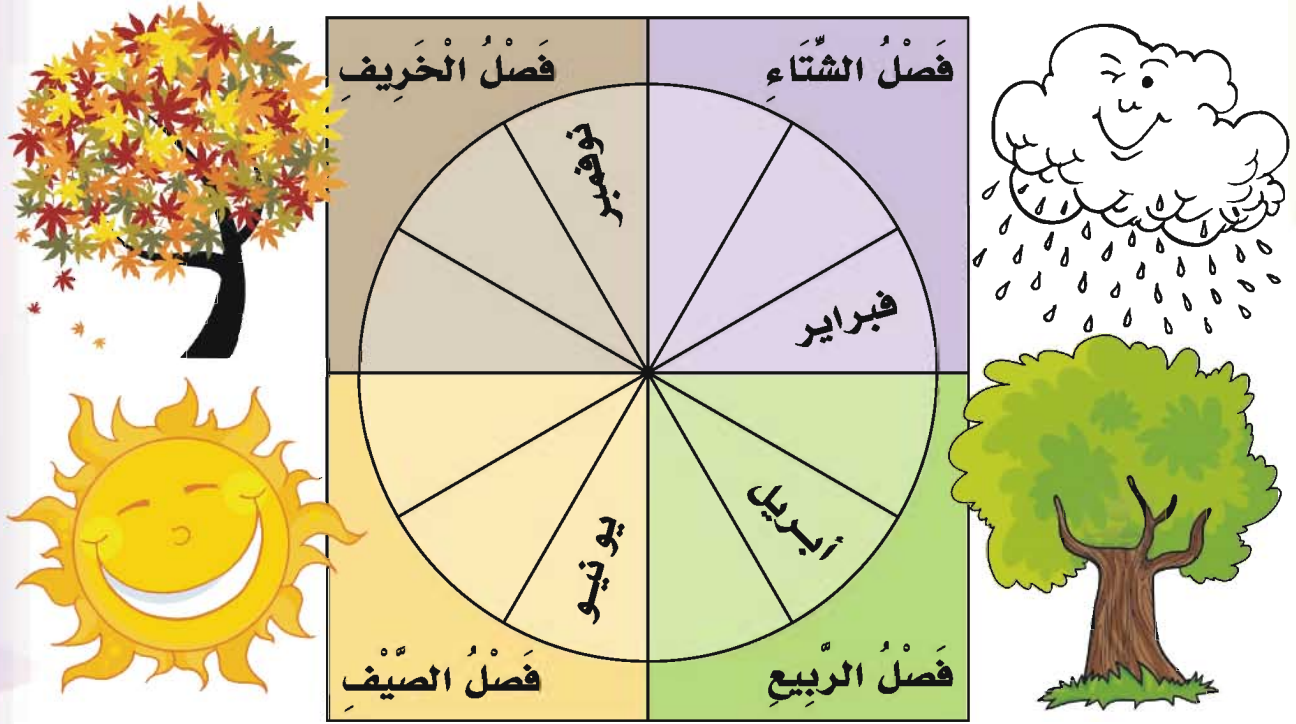 فَصْلُ الشِّتَاءِ
فَصْلُ الْخَرِيفِ
نوفمبر
فبراير
أبريل
يونيو
فَصْلُ الرَّبِيعِ
فَصْلُ الصَّيْفِ